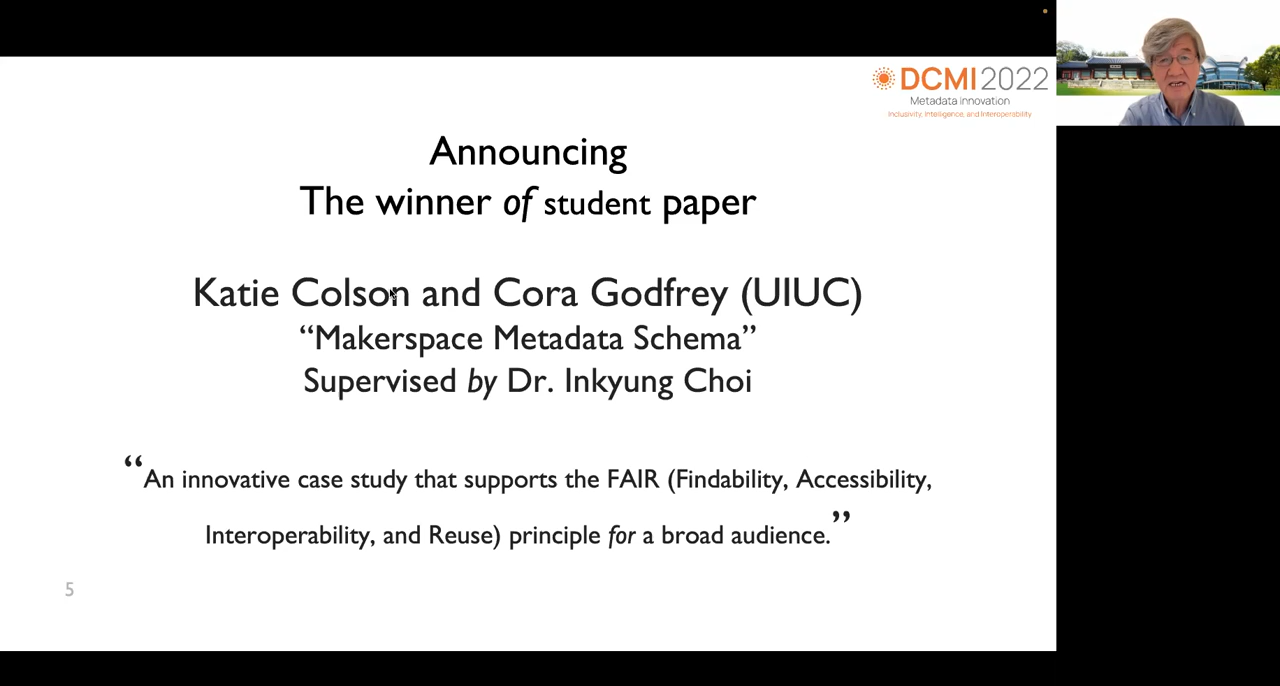 DCMI2022
Metadata innovation
Inclusivity, Intelligence, and Interoperability
Announcing
The winner of student paper
Katie Colson and Cora Godfrey (UIUC)
“Makerspace Metadata Schema”
Supervised by Dr. Inkyung Choi
“An innovative case study that supports the FAIR (Findability, Accessibility,
Interoperability, and Reuse) principle for a broad audience.”
5